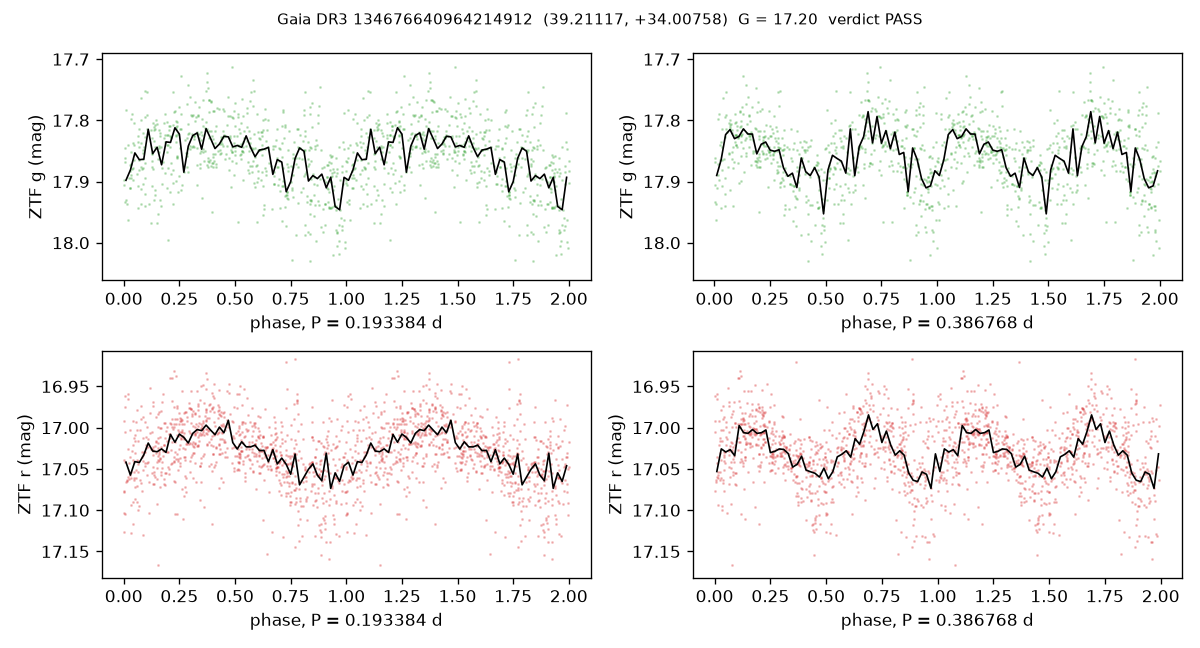 Gaia DR3 134676640964214912 (39.21117, +34.00758) G = 17.20 verdict PASS
ZTF g (mag)
17.7
17.8
17.9
18.0
0.00 0.25 0.50 0.75 1.00 1.25 1.50 1.75 2.00
phase, P = 0.193384 d
ZTF g (mag)
17.7
17.8
17.9
18.0
0.00 0.25 0.50 0.75 1.00 1.25 1.50 1.75 2.00
phase, P = 0.386768 d
ZTF r (mag)
16.95
17.00
17.05
17.10
17.15
0.00 0.25 0.50 0.75 1.00 1.25 1.50 1.75 2.00
phase, P = 0.193384 d
ZTF r (mag)
16.95
17.00
17.05
17.10
17.15
0.00 0.25 0.50 0.75 1.00 1.25 1.50 1.75 2.00
phase, P = 0.386768 d